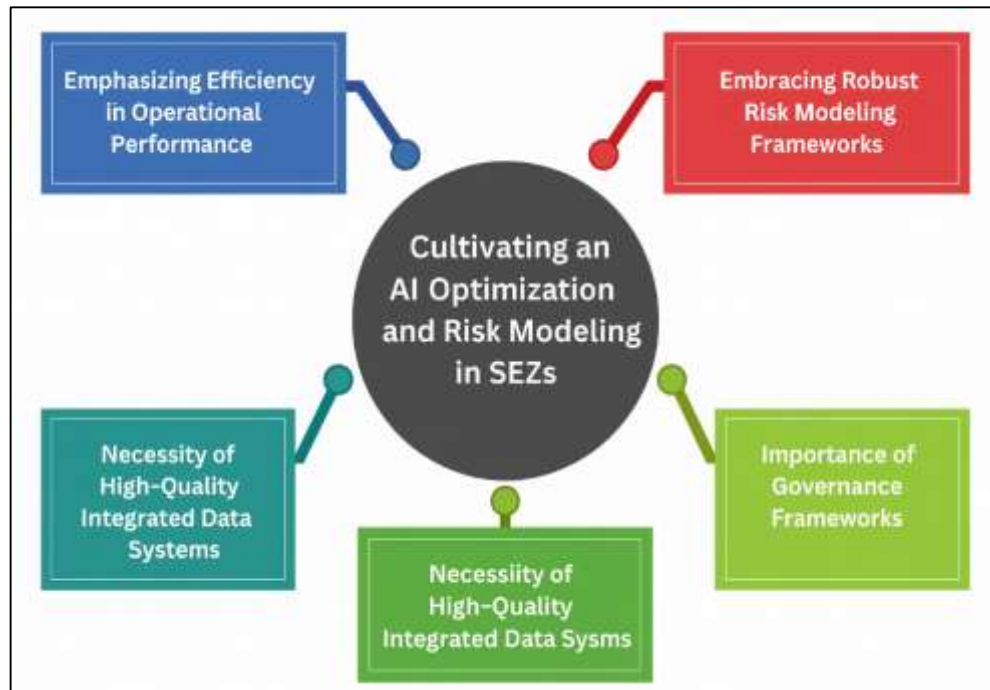 Emphasizing Efficiency
in Operational
Performance
Embracing Robust
Risk Modeling
Frameworks
Cultivating an
AI Optimization
and Risk Modeling
in SEZs
Necessity of
High-Quality
Integrated Data
Systems
Importance of
Governance
Frameworks
Necessiity of
High-Quality
Integrated Data Sysms